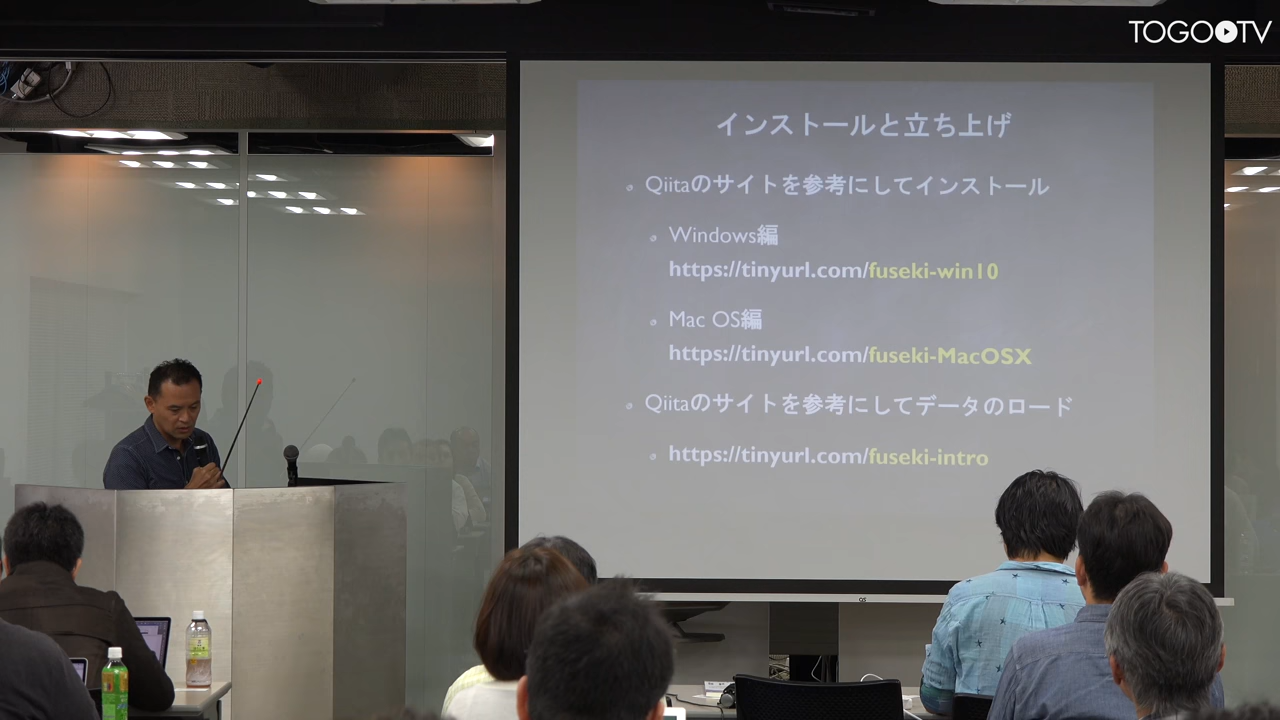 TOGO TV
インストールと立ち上げ
Qiitaのサイトを参考にしてインストール
Windows編
https://tinyurl.com/fuseki-win10
Mac OS編
https://tinyurl.com/fuseki-MacOSX
Qiitaのサイトを参考にしてデータのロード
https://tinyurl.com/fuseki-intro